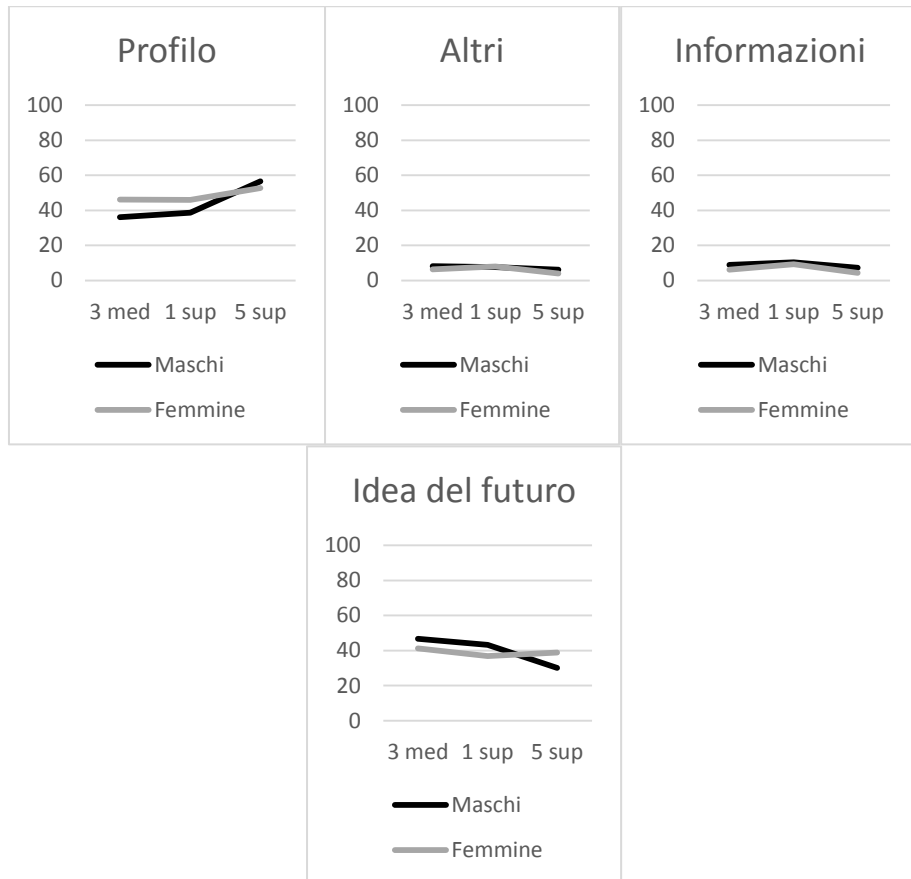 Profilo
100
80
60
40
20
0
3 med 1 sup 5 sup
Maschi
Femmine
Altri
100
80
60
40
20
0
3 med 1 sup 5 sup
Maschi
Femmine
Informazioni
100
80
60
40
20
0
3 med 1 sup 5 sup
Maschi
Femmine
Idea del futuro
100
80
60
40
20
0
3 med 1 sup 5 sup
Maschi
Femmine